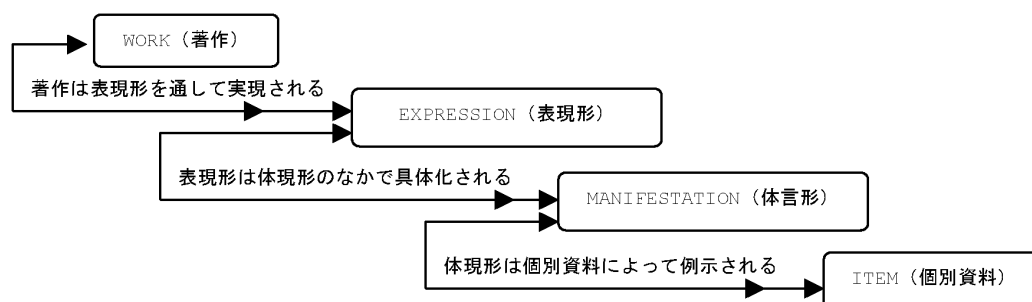 WORK（著作）
著作は表現形を通して実現される
EXPRESSION（表現形）
表現形は体現形のなかで具体化される
MANIFESTATION（体言形）
体現形は個別資料によって例示される
ITEM（個別資料）